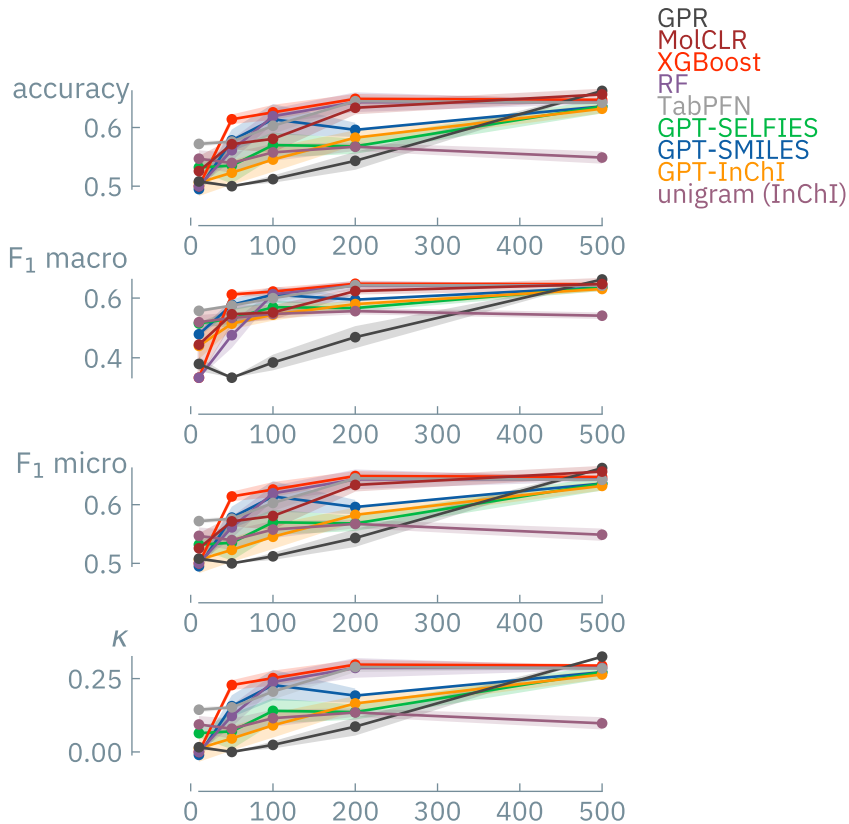 GPR
MolCLR
XGBoost
RF
TabPFN
GPT-SELFIES
GPT-SMILES
GPT-InChI
unigram (InChI)
accuracy
0.6
0.5
0 100 200 300 400 500
F₁ macro
0.6
0.4
0 100 200 300 400 500
F₁ micro
0.6
0.5
0 100 200 300 400 500
κ
0.25
0.00
0 100 200 300 400 500